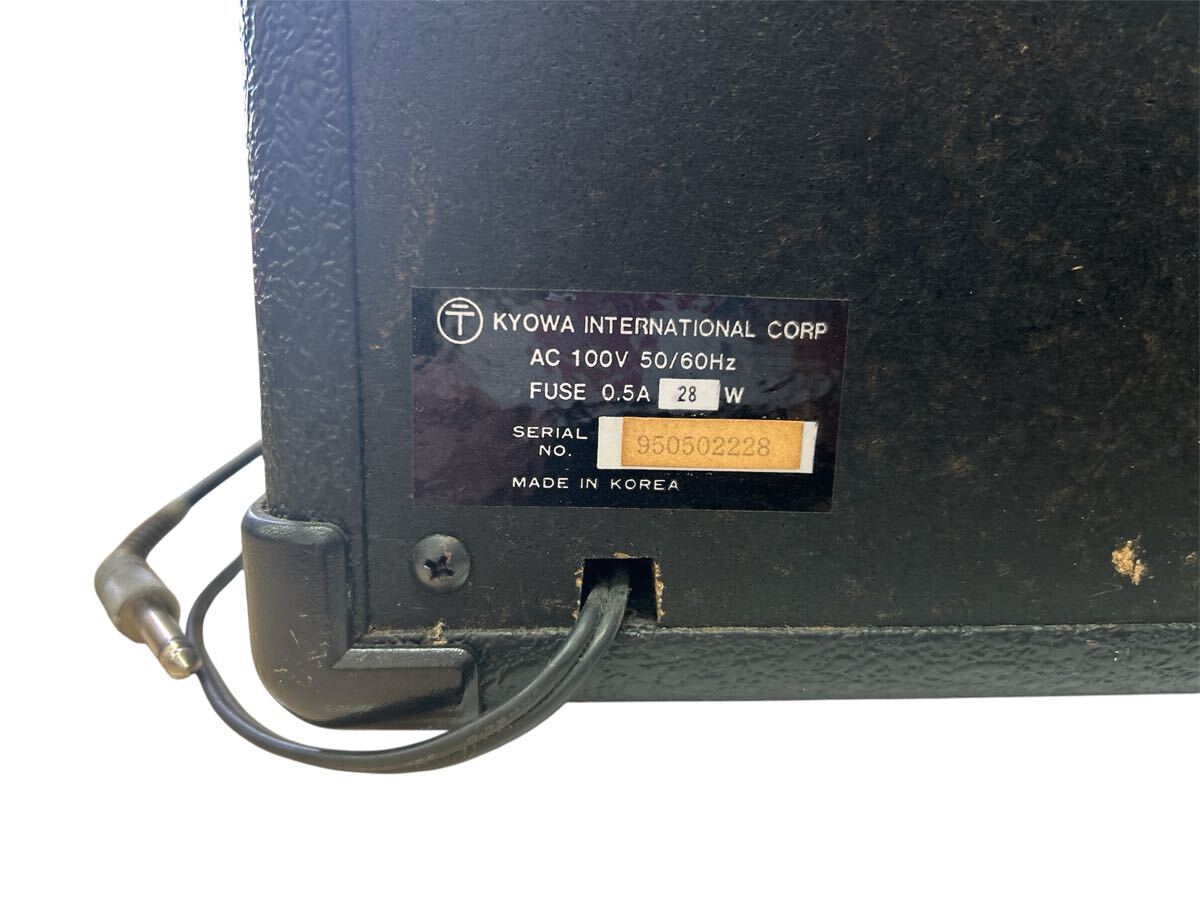 〒 KYOWA INTERNATIONAL CORP
AC 100V 50/60Hz
FUSE 0.5A 28 W
SERIAL NO. 950502228
MADE IN KOREA